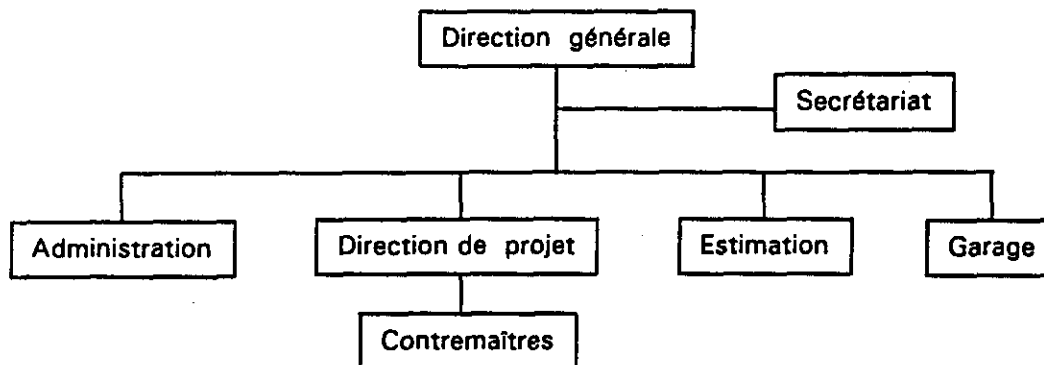 Direction générale
Secrétariat
Administration
Direction de projet
Estimation
Garage
Contremaîtres